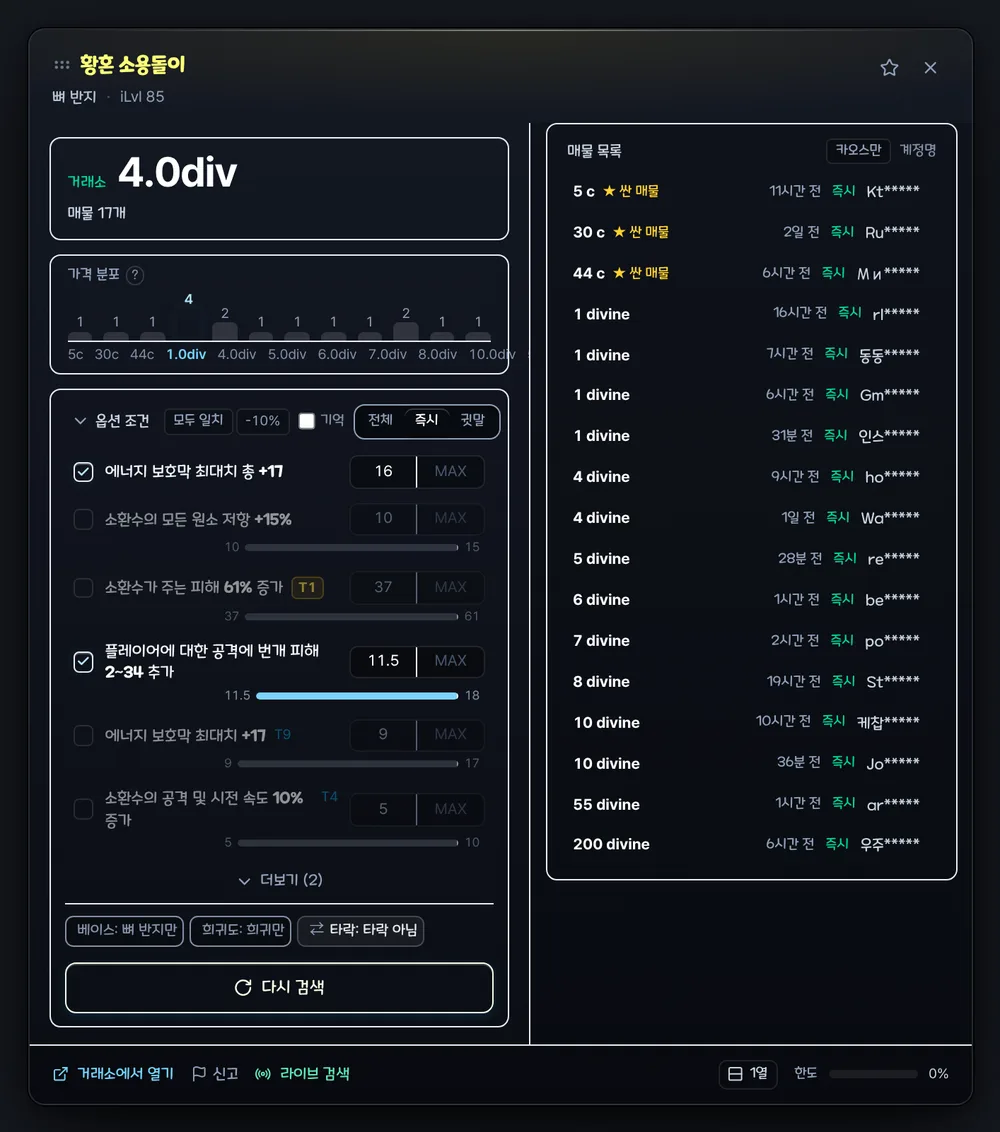 황혼 소용돌이
뼈 반지 · iLvl 85
거래소 4.0div
매물 17개
가격 분포 ?
1 1 1 4 2 1 1 1 1 2 1 1
5c 30c 44c 1.0div 4.0div 5.0div 6.0div 7.0div 8.0div 10.0div
옵션 조건 모두 일치 -10% 기억 전체 즉시 귓말
에너지 보호막 최대치 총 +17 16 MAX
소환수의 모든 원소 저항 +15% 10 MAX
10 15
소환수가 주는 피해 61% 증가 T1 37 MAX
37 61
플레이어에 대한 공격에 번개 피해
2~34 추가 11.5 MAX
11.5 18
에너지 보호막 최대치 +17 T9 9 MAX
9 17
소환수의 공격 및 시전 속도 10% T4 5 MAX
증가
5 10
더보기 (2)
베이스: 뼈 반지만 희귀도: 희귀만 타락: 타락 아님
다시 검색
매물 목록 카오스만 계정명
5 c ★ 싼 매물 11시간 전 즉시 Kt*****
30 c ★ 싼 매물 2일 전 즉시 Ru*****
44 c ★ 싼 매물 6시간 전 즉시 М и*****
1 divine 16시간 전 즉시 rl*****
1 divine 7시간 전 즉시 동동*****
1 divine 6시간 전 즉시 Gm*****
1 divine 31분 전 즉시 인스*****
4 divine 9시간 전 즉시 ho*****
4 divine 1일 전 즉시 Wa*****
5 divine 28분 전 즉시 re*****
6 divine 1시간 전 즉시 be*****
7 divine 2시간 전 즉시 po*****
8 divine 19시간 전 즉시 St*****
10 divine 10시간 전 즉시 케찹*****
10 divine 36분 전 즉시 Jo*****
55 divine 1시간 전 즉시 ar*****
200 divine 6시간 전 즉시 우주*****
거래소에서 열기 신고 라이브 검색 1열 한도 0%